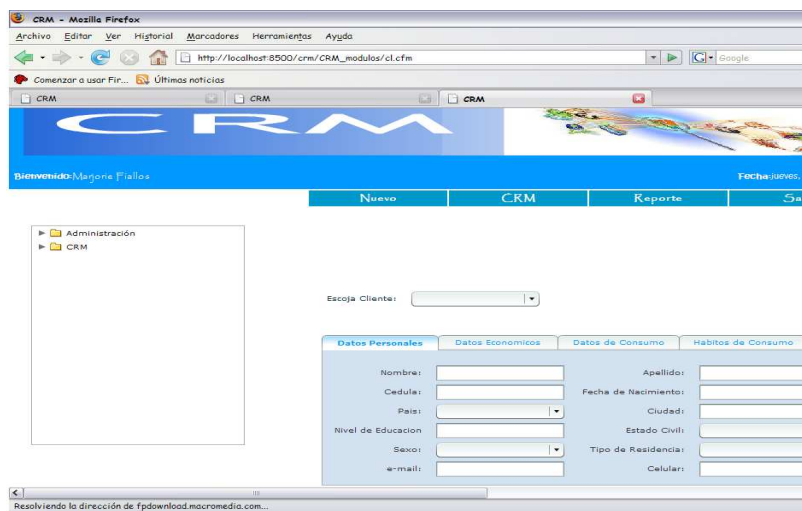 CRM - Mozilla Firefox
Archivo Editar Ver Historial Marcadores Herramientas Ayuda
http://localhost:8500/crm/CRM_modulos/cl.cfm
Google
Comenzar a usar Fir... Últimas noticias
CRM CRM CRM
CRM
Bienvenido:Marjorie Fiallos Fecha:jueves,
Nuevo CRM Reporte Sa
Administración
CRM
Escoja Cliente:
Datos Personales Datos Economicos Datos de Consumo Habitos de Consumo
Nombre: Apellido:
Cedula: Fecha de Nacimiento:
Pais: Ciudad:
Nivel de Educacion Estado Civil:
Sexo: Tipo de Residencia:
e-mail: Celular:
Resolviendo la dirección de fpdownload.macromedia.com...